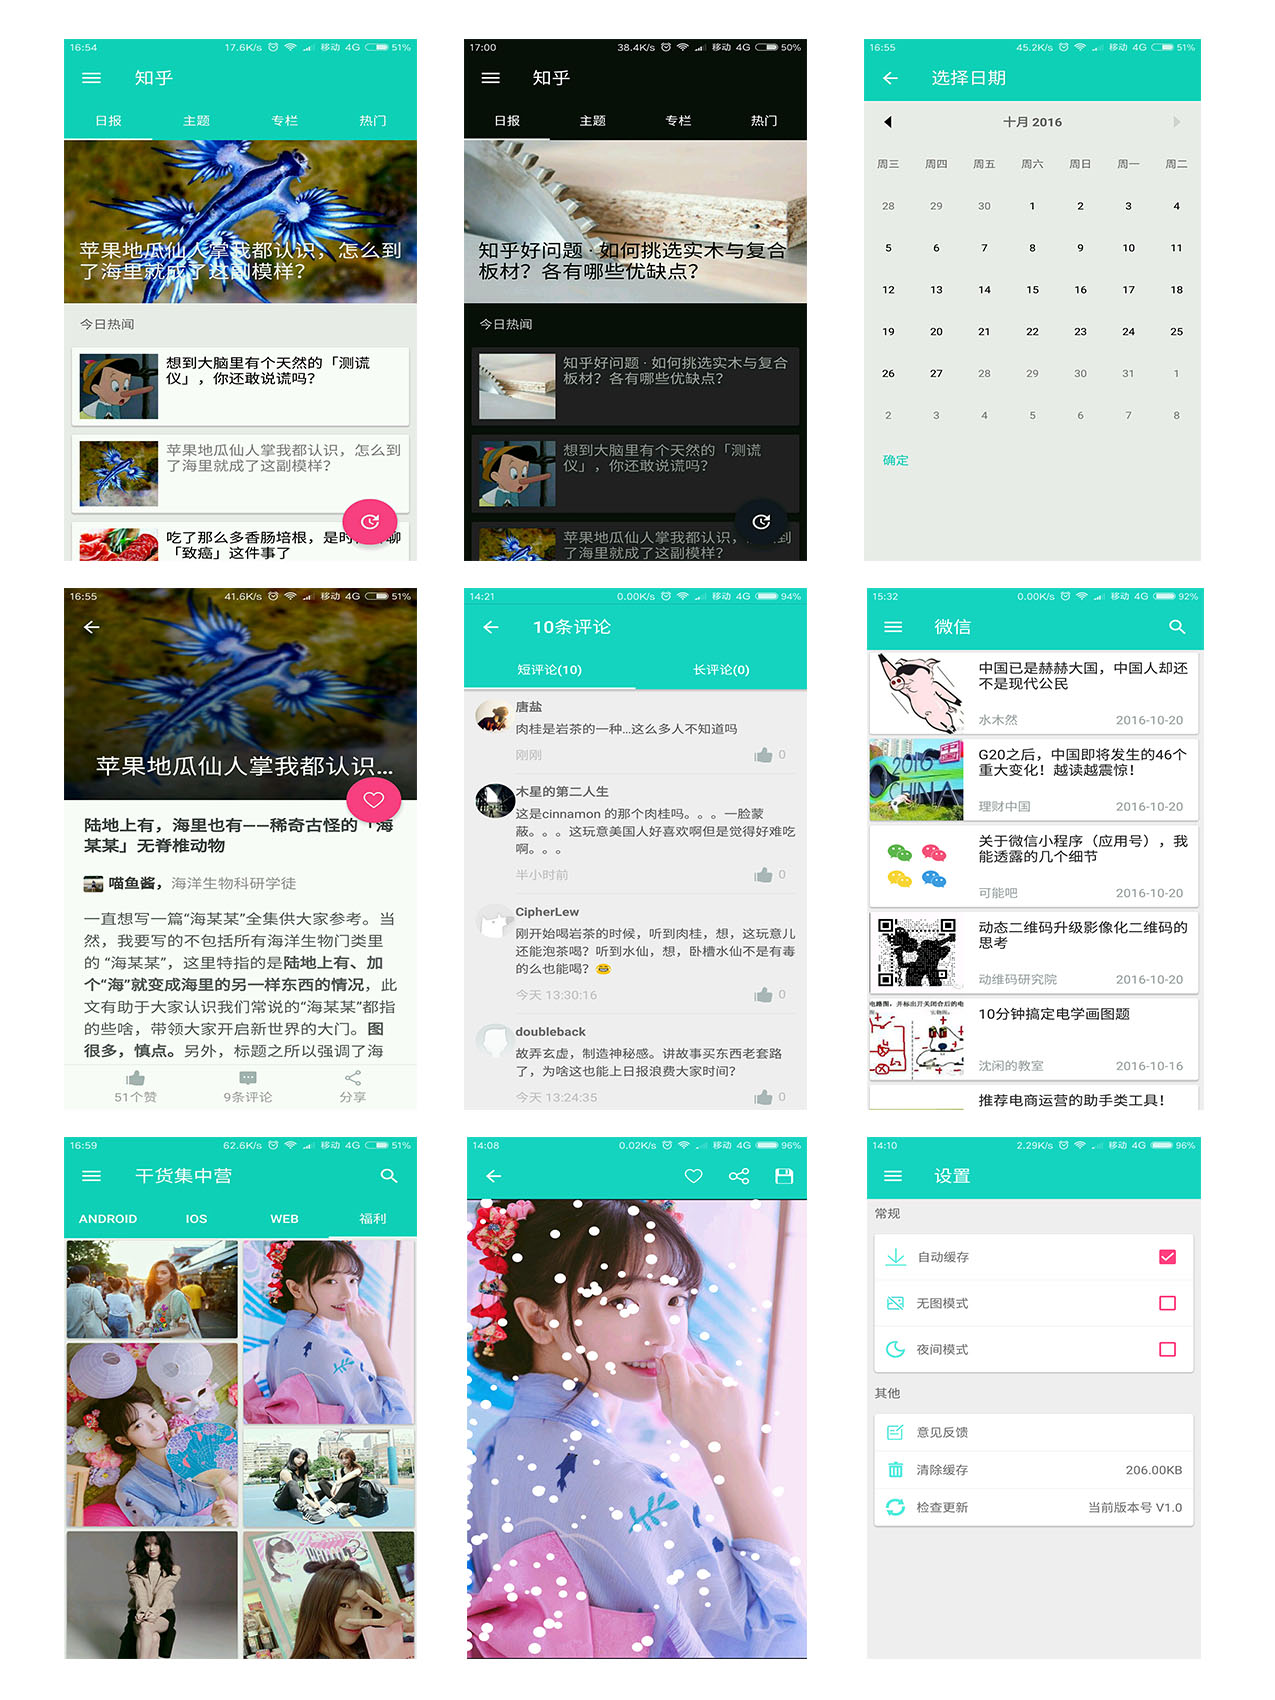 16:54 17.6K/s 移动 4G 51%
知乎
日报 主题 专栏 热门
苹果地瓜仙人掌我都认识，怎么到
了海里就成了这副模样？
今日热闻
想到大脑里有个天然的「测谎
仪」，你还敢说谎吗？
苹果地瓜仙人掌我都认识，怎么到
了海里就成了这副模样？
吃了那么多香肠培根，是时 聊
「致癌」这件事了
17:00 38.4K/s 移动 4G 50%
知乎
日报 主题 专栏 热门
知乎好问题 · 如何挑选实木与复合
板材？各有哪些优缺点？
今日热闻
知乎好问题 · 如何挑选实木与复合
板材？各有哪些优缺点？
想到大脑里有个天然的「测谎
仪」，你还敢说谎吗？
苹果地瓜仙人掌我都认识，怎么到
了海里就成了这副模样？
16:55 45.2K/s 移动 4G 51%
选择日期
十月 2016
周三 周四 周五 周六 周日 周一 周二
28 29 30 1 2 3 4
5 6 7 8 9 10 11
12 13 14 15 16 17 18
19 20 21 22 23 24 25
26 27 28 29 30 31 1
2 3 4 5 6 7 8
确定
16:55 41.6K/s 移动 4G 51%
苹果地瓜仙人掌我都认识...
陆地上有，海里也有——稀奇古怪的「海
某某」无脊椎动物
喵鱼酱，海洋生物科研学徒
一直想写一篇“海某某”全集供大家参考。当
然，我要写的不包括所有海洋生物门类里
的 “海某某”，这里特指的是陆地上有、加
个“海”就变成海里的另一样东西的情况，此
文有助于大家认识我们常说的“海某某”都指
的些啥，带领大家开启新世界的大门。图
很多，慎点。另外，标题之所以强调了海
51个赞 9条评论 分享
14:21 0.00K/s 移动 4G 94%
10条评论
短评论(10) 长评论(0)
唐盐
肉桂是岩茶的一种...这么多人不知道吗
刚刚 0
木星的第二人生
这是cinnamon 的那个肉桂吗。。。一脸蒙
蔽。。。这玩意美国人好喜欢啊但是觉得好难吃
啊。。。
半小时前 0
CipherLew
刚开始喝岩茶的时候，听到肉桂，想，这玩意儿
还能泡茶喝？听到水仙，想，卧槽水仙不是有毒
的么也能喝？😂
今天 13:30:16 0
doubleback
故弄玄虚，制造神秘感。讲故事买东西老套路
了，为啥这也能上日报浪费大家时间？
今天 13:24:35 0
15:32 0.00K/s 移动 4G 92%
微信
中国已是赫赫大国，中国人却还
不是现代公民
水木然 2016-10-20
2016
CHINA
G20之后，中国即将发生的46个
重大变化！越读越震惊！
理财中国 2016-10-20
关于微信小程序（应用号），我
能透露的几个细节
可能吧 2016-10-20
动态二维码升级影像化二维码的
思考
动维码研究院 2016-10-20
电路图，并标出开关闭合后的电
10分钟搞定电学画图题
沈闲的教室 2016-10-16
推荐电商运营的助手类工具！
16:59 62.6K/s 移动 4G 51%
干货集中营
ANDROID IOS WEB 福利
14:08 0.02K/s 移动 4G 96%
14:10 2.29K/s 移动 4G 96%
设置
常规
自动缓存
无图模式
夜间模式
其他
意见反馈
清除缓存 206.00KB
检查更新 当前版本号 V1.0